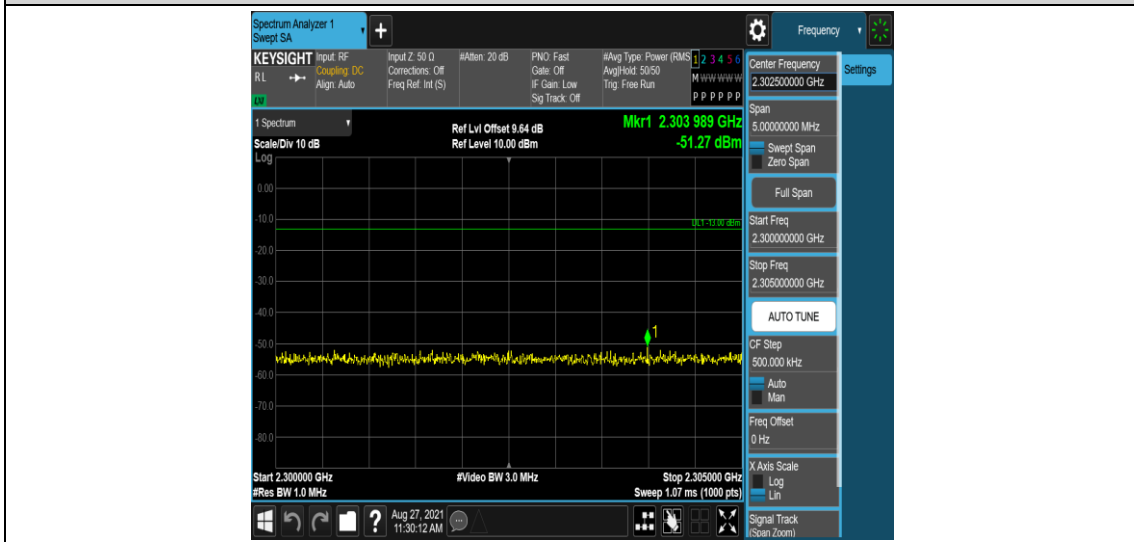 Spectrum Analyzer 1
Swept SA
+
Frequency
KEYSIGHT
RL
LXI
Input: RF
Coupling: DC
Align: Auto
Input Z: 50 Ω
Corrections: Off
Freq Ref: Int (S)
#Atten: 20 dB
PNO: Fast
Gate: Off
IF Gain: Low
Sig Track: Off
#Avg Type: Power (RMS
Avg|Hold: 50/50
Trig: Free Run
1 2 3 4 5 6
M W W W W W
P P P P P P
1 Spectrum
Scale/Div 10 dB
Ref Lvl Offset 9.64 dB
Ref Level 10.00 dBm
Mkr1 2.303 989 GHz
-51.27 dBm
Log
0.00
-10.0
DL1 -13.00 dBm
-20.0
-30.0
-40.0
1
-50.0
-60.0
-70.0
-80.0
Start 2.300000 GHz
#Res BW 1.0 MHz
#Video BW 3.0 MHz
Stop 2.305000 GHz
Sweep 1.07 ms (1000 pts)
?
Aug 27, 2021
11:30:12 AM
Center Frequency
2.302500000 GHz
Settings
Span
5.00000000 MHz
Swept Span
Zero Span
Full Span
Start Freq
2.300000000 GHz
Stop Freq
2.305000000 GHz
AUTO TUNE
CF Step
500.000 kHz
Auto
Man
Freq Offset
0 Hz
X Axis Scale
Log
Lin
Signal Track
(Span Zoom)